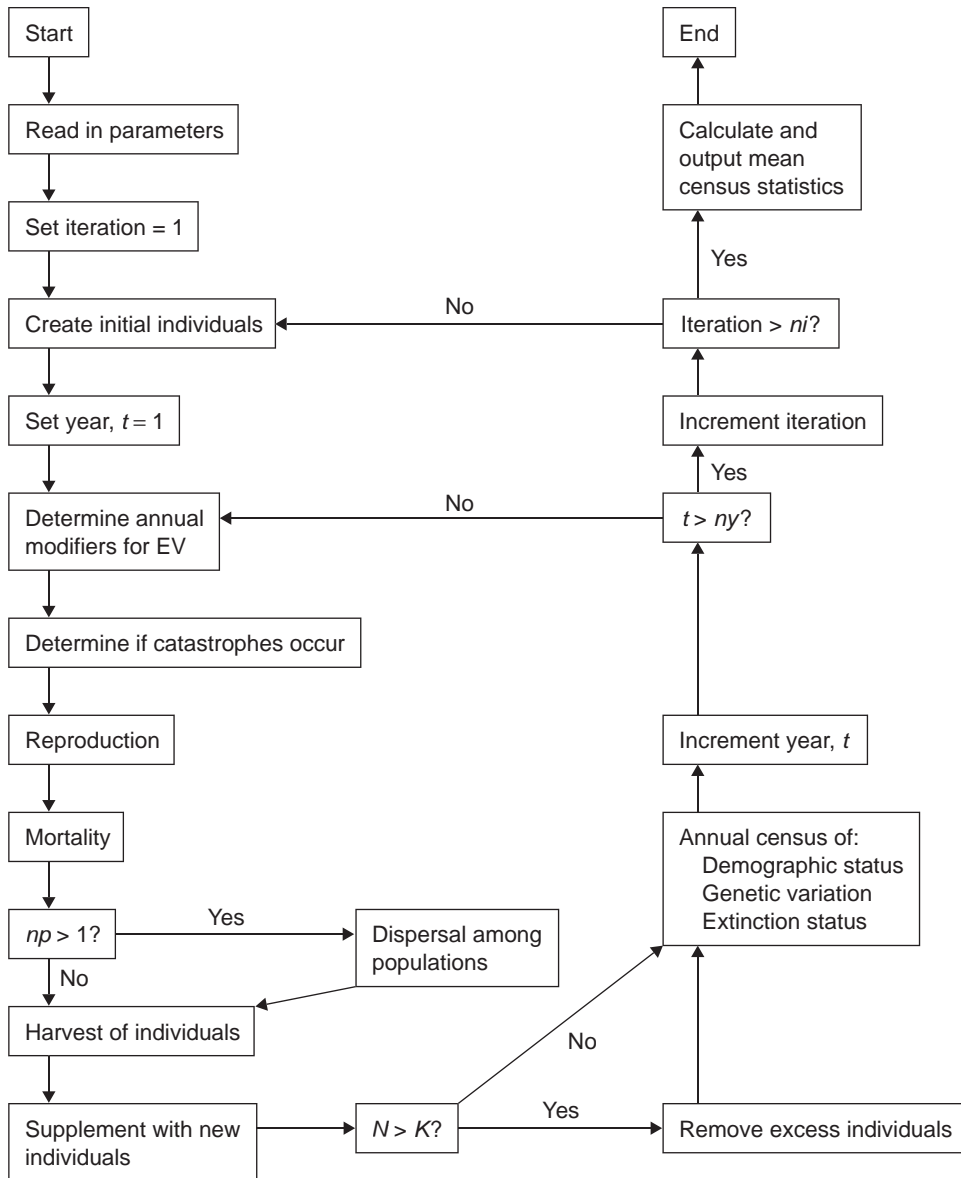 Start
Read in parameters
Set iteration = 1
Create initial individuals
Set year, t = 1
Determine annual
modifiers for EV
Determine if catastrophes occur
Reproduction
Mortality
np > 1?
Yes
No
Dispersal among
populations
Harvest of individuals
Supplement with new
individuals
N > K?
No
Yes
Remove excess individuals
Annual census of:
Demographic status
Genetic variation
Extinction status
Increment year, t
t > ny?
No
Yes
Increment iteration
Iteration > ni?
No
Yes
Calculate and
output mean
census statistics
End